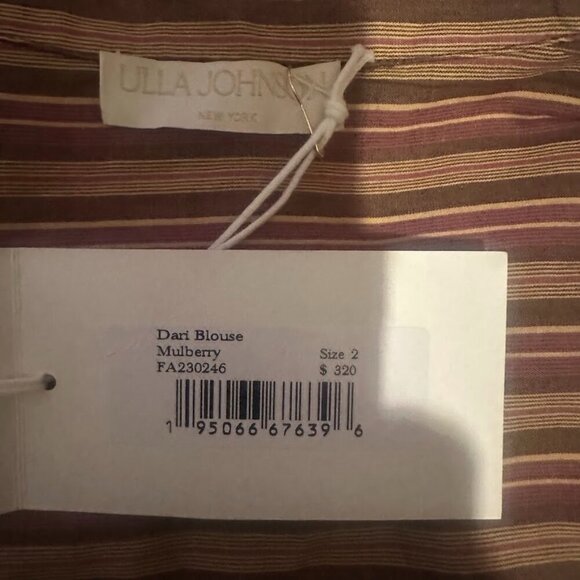 ULLA JOHNSON
NEW YORK
Dari Blouse
Mulberry Size 2
FA230246 $ 320
1 95066 67639 6